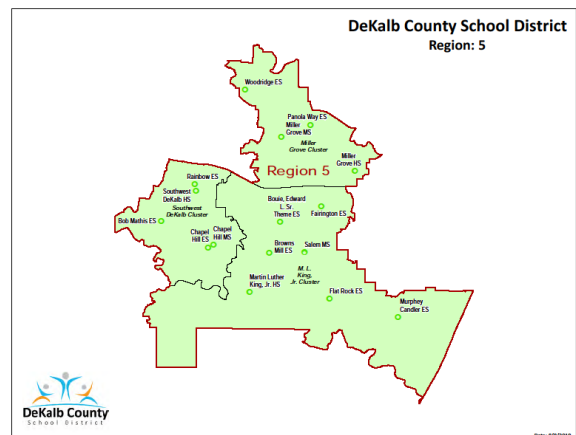 DeKalb County School District
Region: 5
Woodridge ES
Panola Way ES
Miller
Grove MS
Miller
Grove Cluster
Miller
Grove HS
Region 5
Rainbow ES
Southwest
DeKalb HS
Southwest
DeKalb Cluster
Bob Mathis ES
Chapel
Hill ES
Chapel
Hill MS
Bouie, Edward
L. Sr.
Theme ES
Fairington ES
Browns
Mill ES
Salem MS
M. L.
King,
Jr. Cluster
Martin Luther
King, Jr. HS
Flat Rock ES
Murphey
Candler ES
DeKalb County
School District